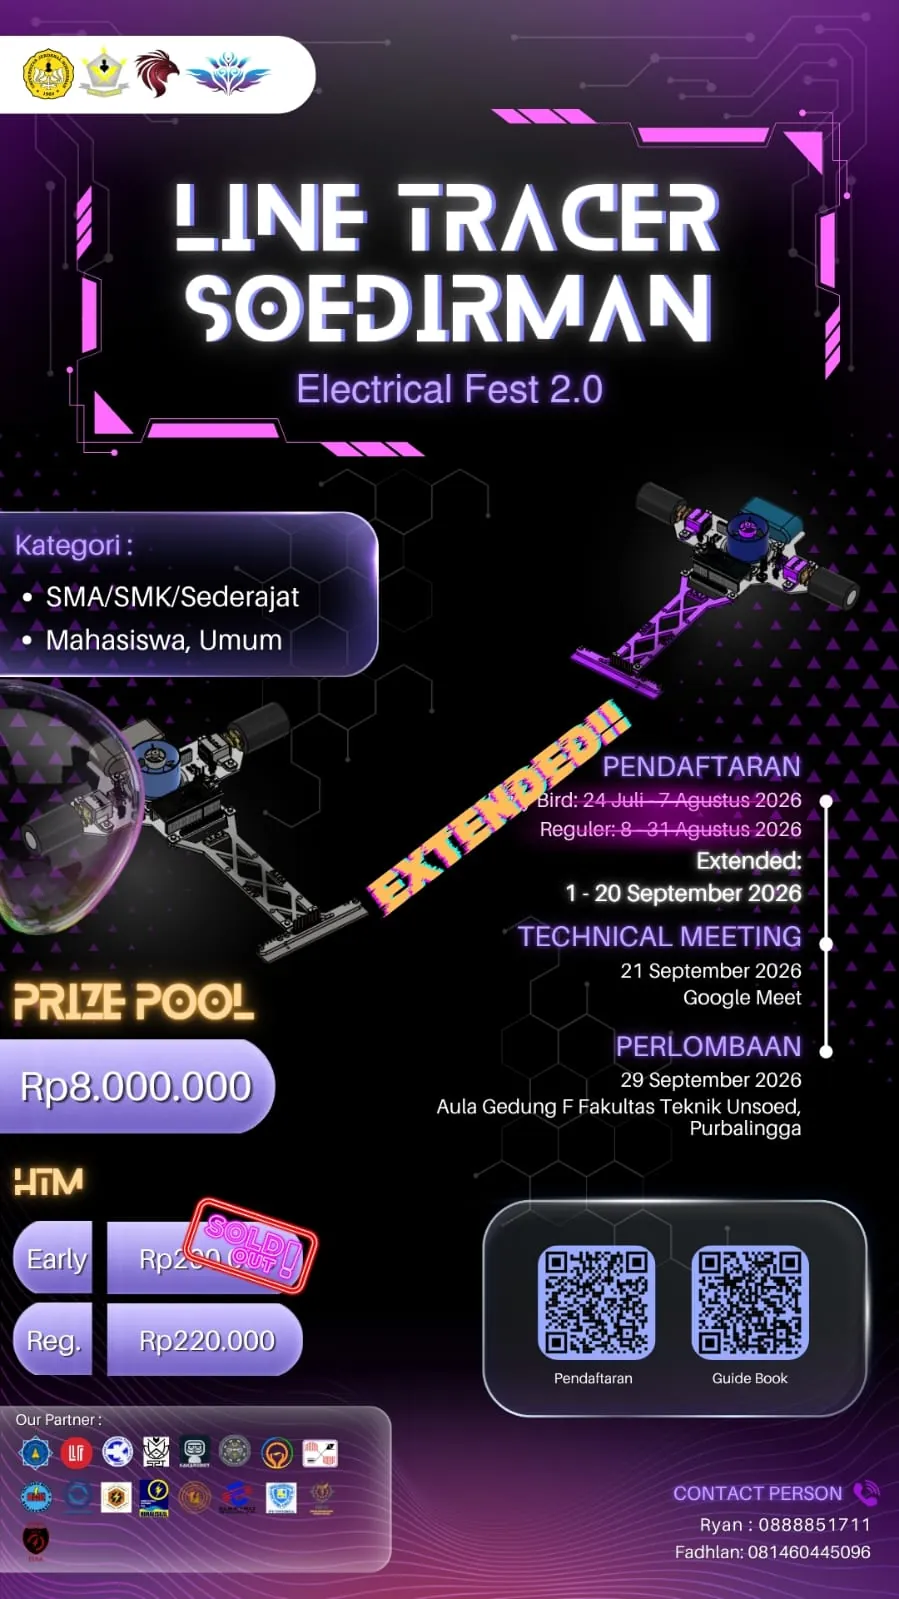 LINE TRACER
SOEDIRMAN
Electrical Fest 2.0
Kategori :
• SMA/SMK/Sederajat
• Mahasiswa, Umum
EXTENDED!!
PENDAFTARAN
Bird: 24 Juli - 7 Agustus 2026
Reguler: 8 - 31 Agustus 2026
Extended:
1 - 20 September 2026
TECHNICAL MEETING
21 September 2026
Google Meet
PERLOMBAAN
29 September 2026
Aula Gedung F Fakultas Teknik Unsoed,
Purbalingga
PRIZE POOL
Rp8.000.000
HTM
Early
SOLD OUT!
Reg.
Rp220.000
Pendaftaran
Guide Book
Our Partner :
CONTACT PERSON
Ryan : 0888851711
Fadhlan: 081460445096